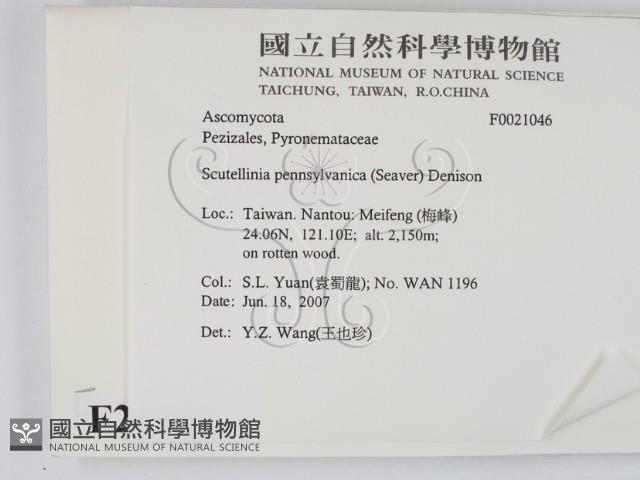 國立自然科學博物館
NATIONAL MUSEUM OF NATURAL SCIENCE
TAICHUNG, TAIWAN, R.O.CHINA
Ascomycota F0021046
Pezizales, Pyronemataceae
Scutellinia pennsylvanica (Seaver) Denison
Loc.: Taiwan. Nantou: Meifeng (梅峰)
24.06N, 121.10E; alt. 2,150m;
on rotten wood.
Col.: S.L. Yuan(袁蜀龍); No. WAN 1196
Date: Jun. 18, 2007
Det.: Y.Z. Wang(王也珍)
F2
國立自然科學博物館
NATIONAL MUSEUM OF NATURAL SCIENCE